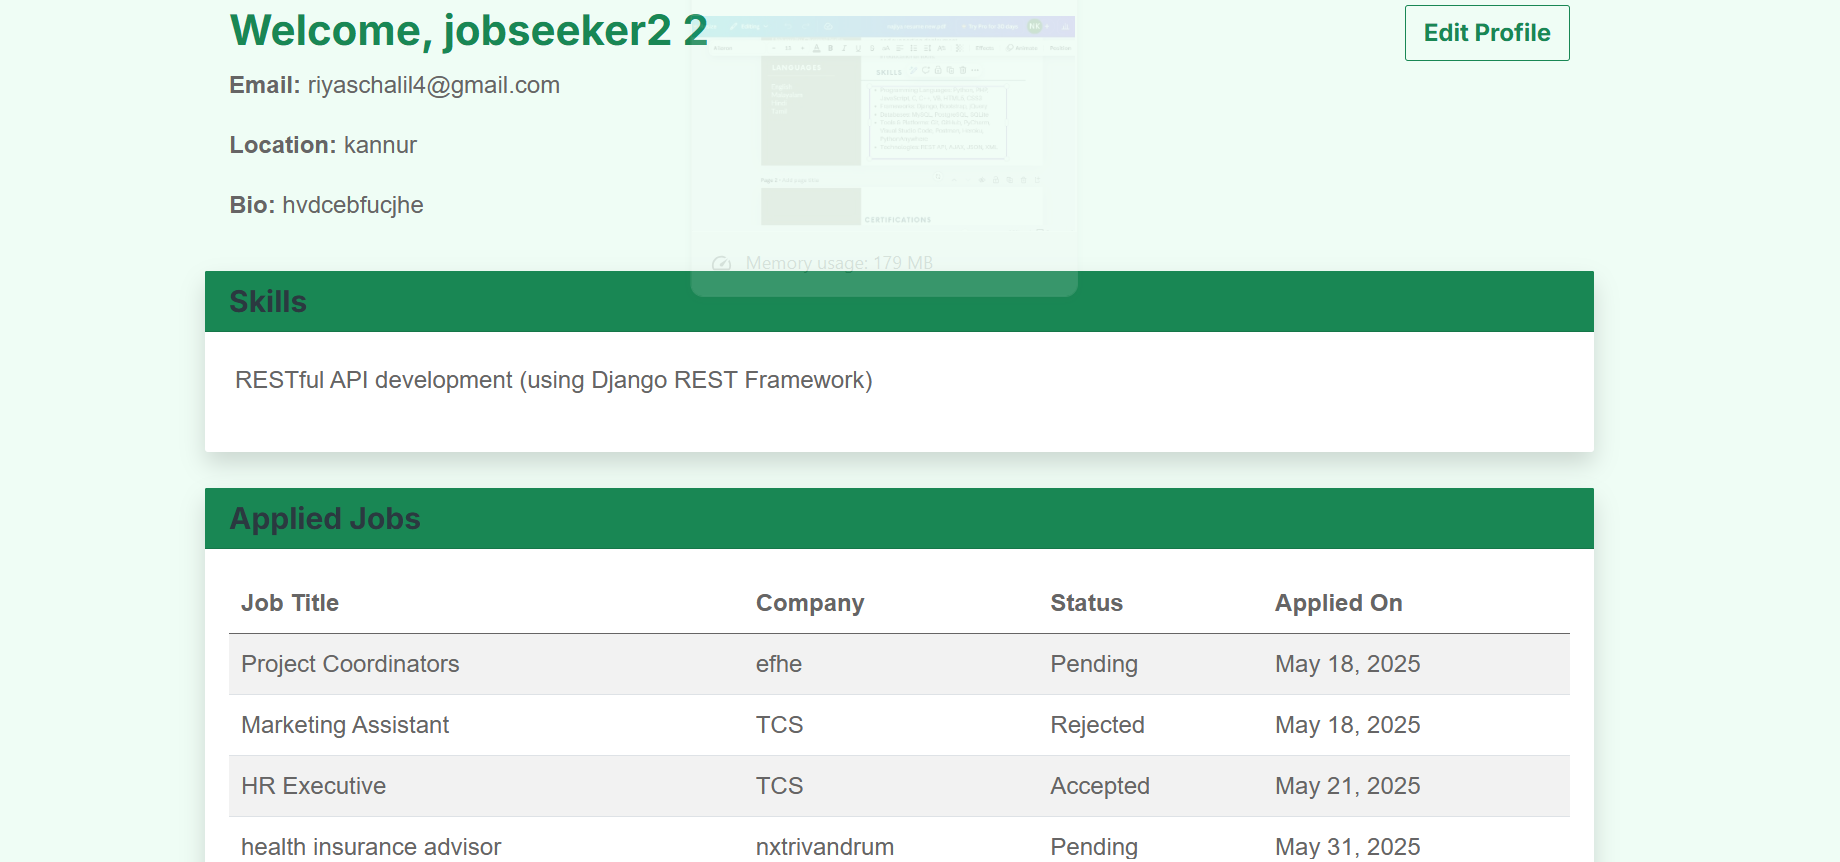 Welcome, jobseeker2 2
Edit Profile
Email: riyaschalil4@gmail.com
LANGUAGES
SKILLS
Location: kannur
Bio: hvdcebfucjhe
CERTIFICATIONS
Memory usage: 179 MB
Skills
RESTful API development (using Django REST Framework)
Applied Jobs
Job Title Company Status Applied On
Project Coordinators efhe Pending May 18, 2025
Marketing Assistant TCS Rejected May 18, 2025
HR Executive TCS Accepted May 21, 2025
health insurance advisor nxtrivandrum Pending May 31, 2025